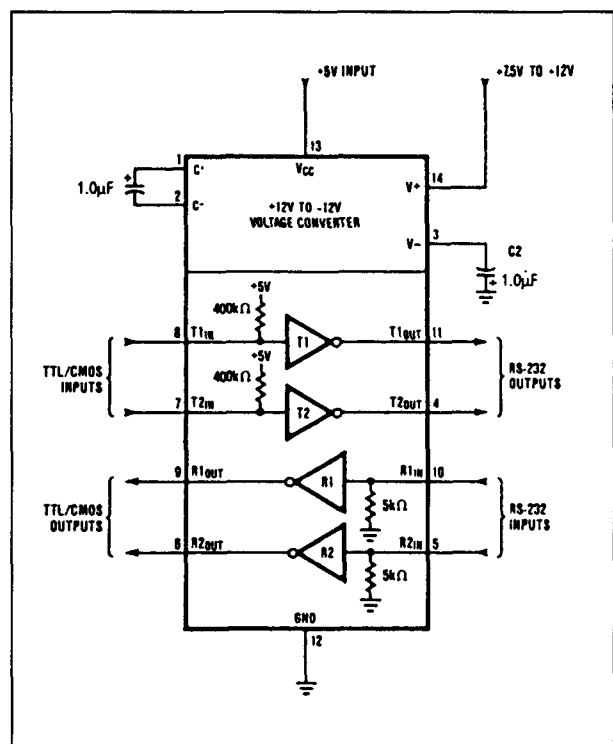 +5V INPUT
+7.5V TO +12V
13
VCC
1
C+
1.0µF
+
2
C-
14
V+
+12V TO -12V
VOLTAGE CONVERTER
3
V-
C2
1.0µF
+
+5V
400kΩ
8
T1IN
T1
T1OUT
11
+5V
400kΩ
TTL/CMOS
INPUTS
RS-232
OUTPUTS
7
T2IN
T2
T2OUT
4
9
R1OUT
R1
R1IN
10
5kΩ
TTL/CMOS
OUTPUTS
RS-232
INPUTS
6
R2OUT
R2
R2IN
5
5kΩ
GND
12